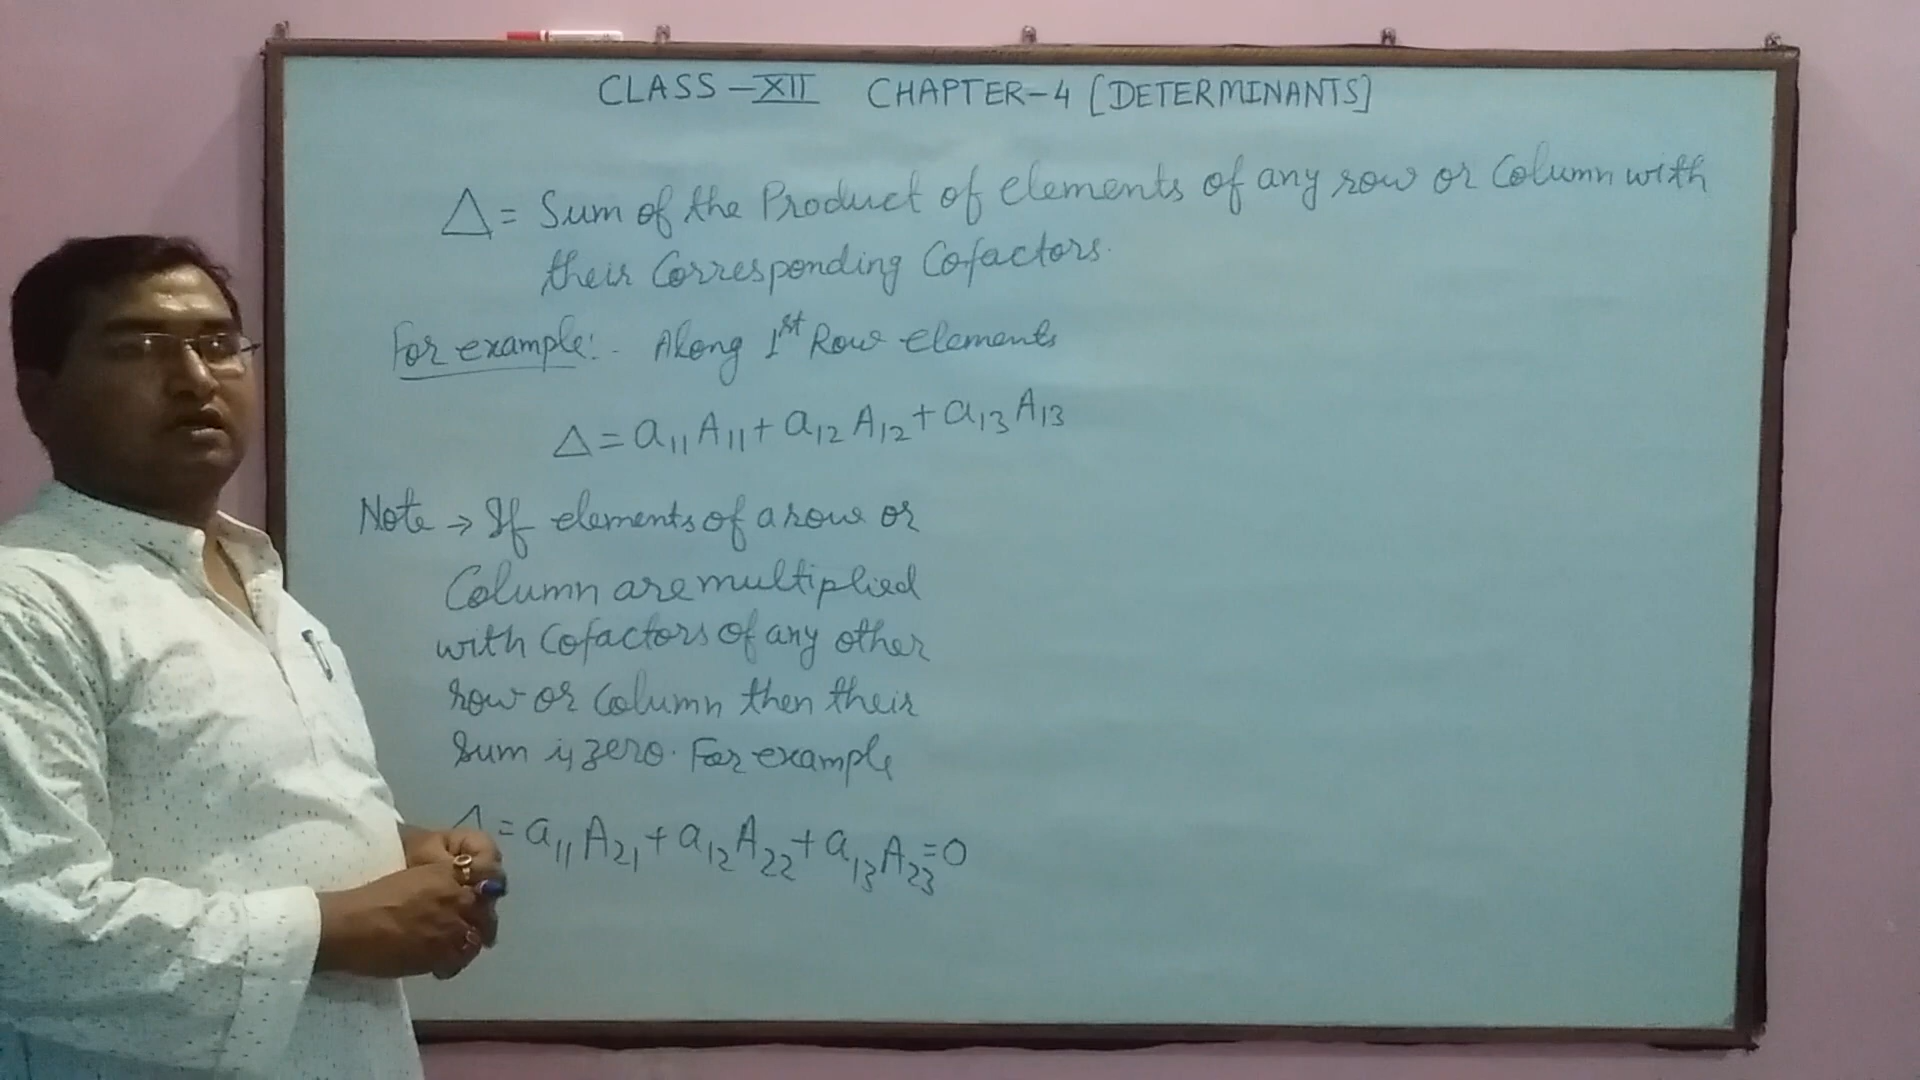 CLASS-XII CHAPTER-4 [DETERMINANTS]
Δ = Sum of the Product of elements of any row or Column with
their Corresponding Cofactors.
For example:- Along 1st Row elements
Δ = a11 A11 + a12 A12 + a13 A13
Note → If elements of a row or
Column are multiplied
with Cofactors of any other
row or Column then their
Sum is zero. For example
Δ = a11 A21 + a12 A22 + a13 A23 = 0